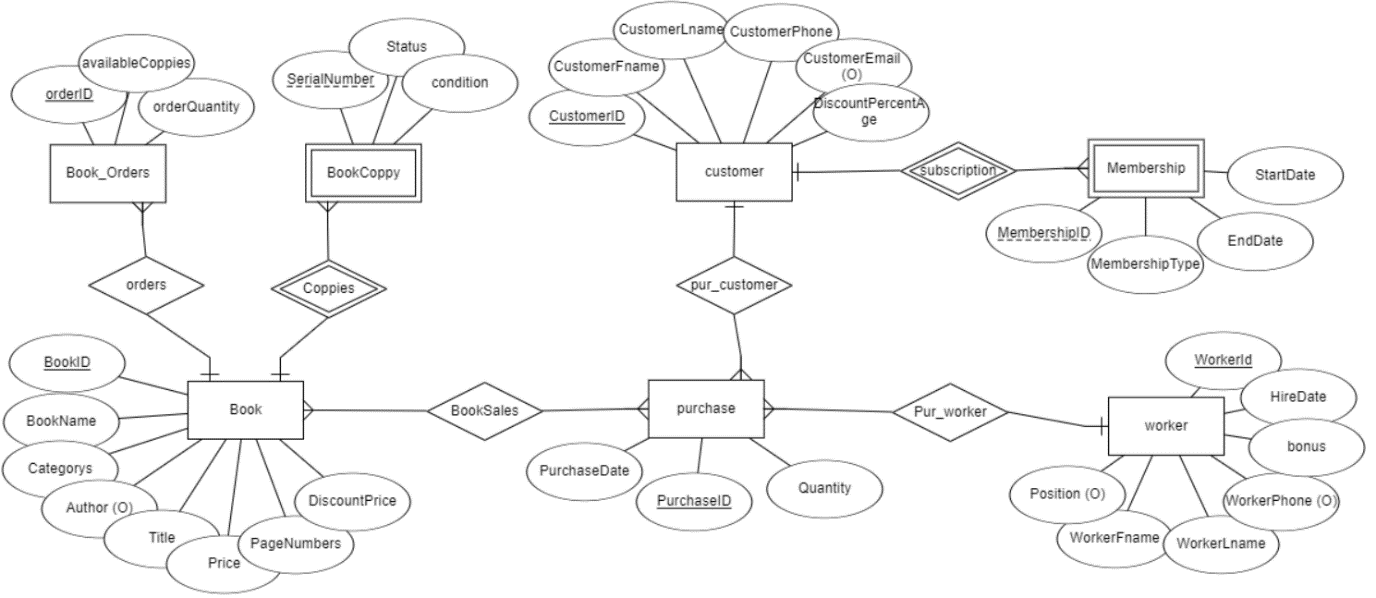 availableCoppies
orderID
orderQuantity
Book_Orders
Status
SerialNumber
condition
BookCoppy
CustomerLname
CustomerPhone
CustomerFname
CustomerEmail
(O)
CustomerID
DiscountPercentA
ge
customer
subscription
Membership
StartDate
MembershipID
EndDate
MembershipType
orders
Coppies
pur_customer
BookID
BookName
Categorys
Author (O)
Title
Price
PageNumbers
DiscountPrice
Book
BookSales
purchase
PurchaseDate
PurchaseID
Quantity
Pur_worker
worker
WorkerId
HireDate
bonus
WorkerPhone (O)
Position (O)
WorkerFname
WorkerLname